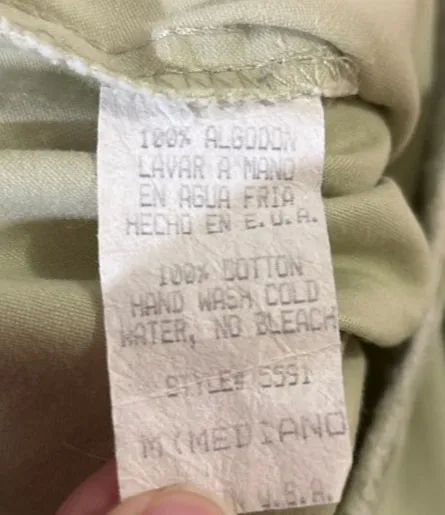 100% ALGODON
LAVAR A MANO
EN AGUA FRIA
HECHO EN E.U.A.
100% COTTON
HAND WASH COLD
WATER, NO BLEACH
STYLE# 5591
M (MEDIANO
U.S.A.